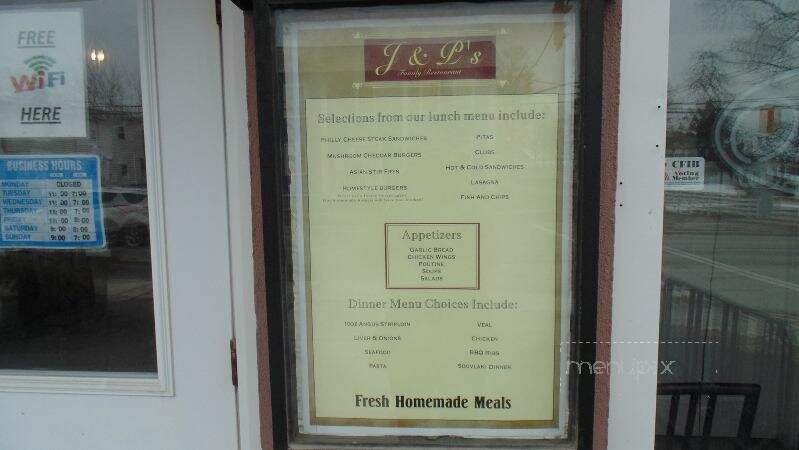 FREE
WiFi
HERE
BUSINESS HOURS
MONDAY CLOSED
TUESDAY 11:00 7:00
WEDNESDAY 11:00 7:00
THURSDAY 11:00 8:00
FRIDAY 8:00
SATURDAY 9:00 8:00
SUNDAY 9:00 7:00
J & P's
Family Restaurant
Selections from our lunch menu include:
Philly Cheese Steak Sandwiches
Mushroom Cheddar Burgers
Asian Stir Frys
Homestyle burgers
Pitas
Clubs
Hot & Cold Sandwiches
Lasagna
Fish And Chips
Appetizers
Garlic Bread
Chicken Wings
Poutine
Soups
Salads
Dinner Menu Choices Include:
10oz Angus Striploin
Liver & Onions
Seafood
Pasta
Veal
Chicken
BBQ Ribs
Souvlaki Dinner
Fresh Homemade Meals
CFIB
Voting
Member
menupix